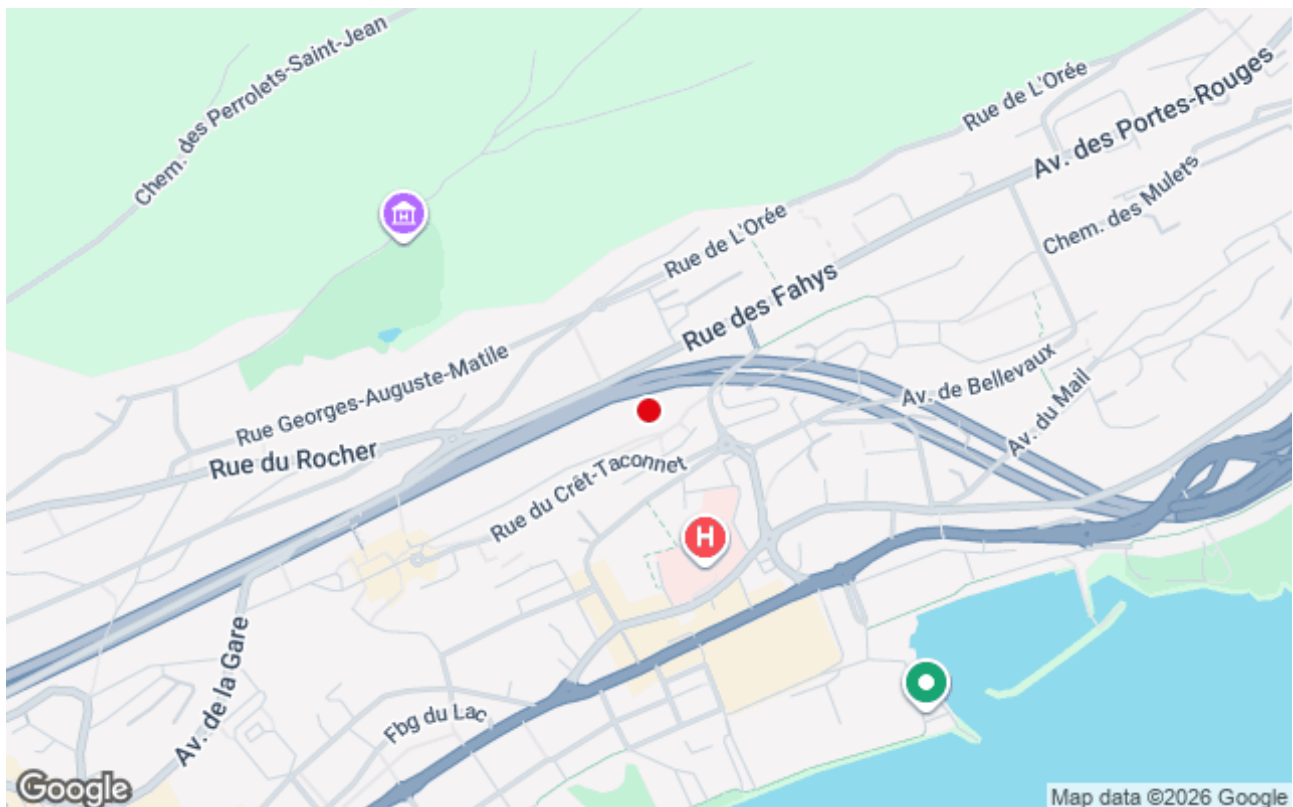 Chem. des Perrolets-Saint-Jean
Rue de L'Orée
Av. des Portes-Rouges
Chem. des Mulets
Rue de L'Orée
Rue des Fahys
Rue Georges-Auguste-Matile
Av. de Bellevaux
Av. du Mail
Rue du Rocher
Rue du Crêt-Taconnet
H
Av. de la Gare
Fbg du Lac
Google
Map data ©2026 Google